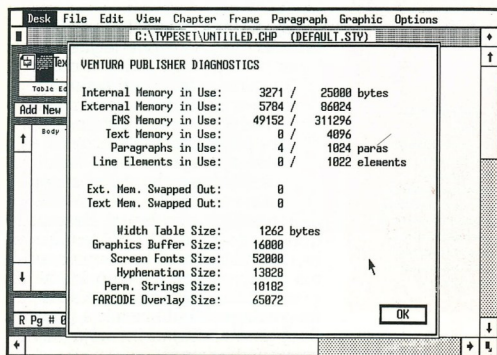 Desk File Edit View Chapter Frame Paragraph Graphic Options
C:\TYPESET\UNTITLED.CHP (DEFAULT.STY)
Tex
VENTURA PUBLISHER DIAGNOSTICS
Table Ed
Internal Memory in Use: 3271 / 25000 bytes
External Memory in Use: 5784 / 86024
Add New
EMS Memory in Use: 49152 / 311296
Text Memory in Use: 0 / 4096
Body
Paragraphs in Use: 4 / 1024 paras
Line Elements in Use: 0 / 1022 elements
Ext. Mem. Swapped Out: 0
Text Mem. Swapped Out: 0
Width Table Size: 1262 bytes
Graphics Buffer Size: 16000
Screen Fonts Size: 52000
Hyphenation Size: 13828
Perm. Strings Size: 10182
FARCODE Overlay Size: 65072
OK
R Pg # 0